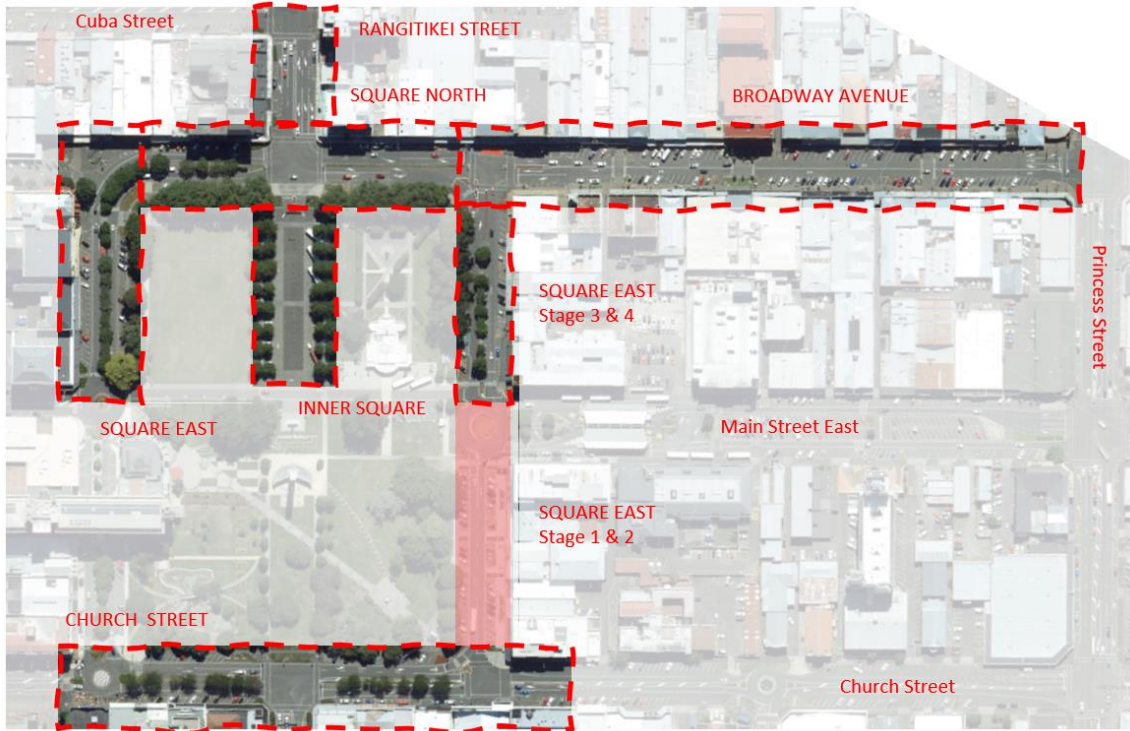 Cuba Street
RANGITIKEI STREET
SQUARE NORTH
BROADWAY AVENUE
SQUARE EAST
Stage 3 & 4
Princess Street
INNER SQUARE
SQUARE EAST
Main Street East
SQUARE EAST
Stage 1 & 2
CHURCH  STREET
Church Street